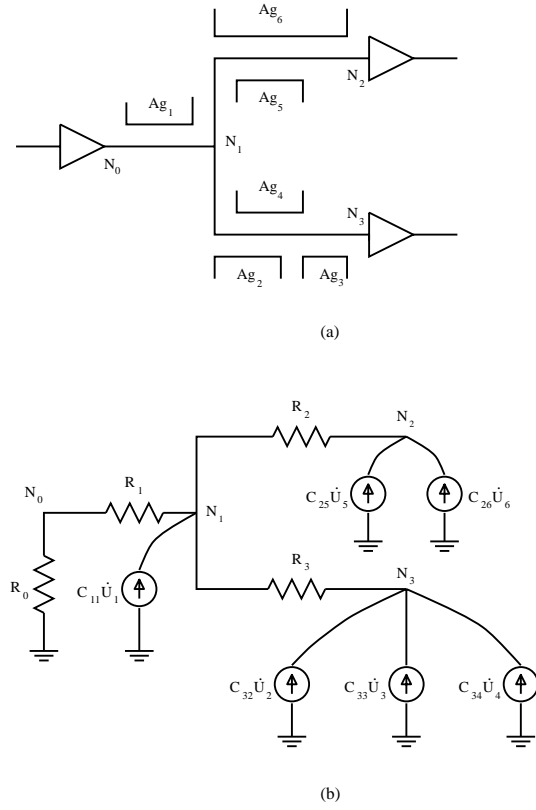 Ag₆
N₂
Ag₁
Ag₅
N₁
N₀
Ag₄
N₃
Ag₂
Ag₃
(a)
R₂
N₂
N₀
R₁
C₂₅U̇₅
C₂₆U̇₆
N₁
R₃
N₃
R₀
C₁₁U̇₁
C₃₂U̇₂
C₃₃U̇₃
C₃₄U̇₄
(b)